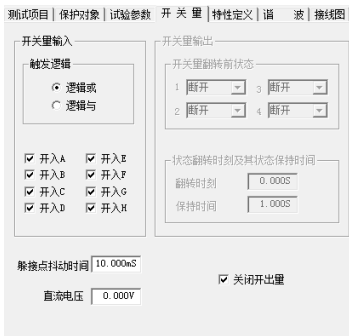 测试项目 保护对象 试验参数 开 关 量 特性定义 谐 波 接线图
开关量输入 开关量输出
触发逻辑 开关量翻转前状态
逻辑或 1 断开 3 断开
逻辑与 2 断开 4 断开
开入A 开入E
开入B 开入F 状态翻转时刻及其状态保持时间
开入C 开入G 翻转时刻 0.000S
开入D 开入H 保持时间 1.000S
躲接点抖动时间 10.000mS
关闭开出量
直流电压 0.000V